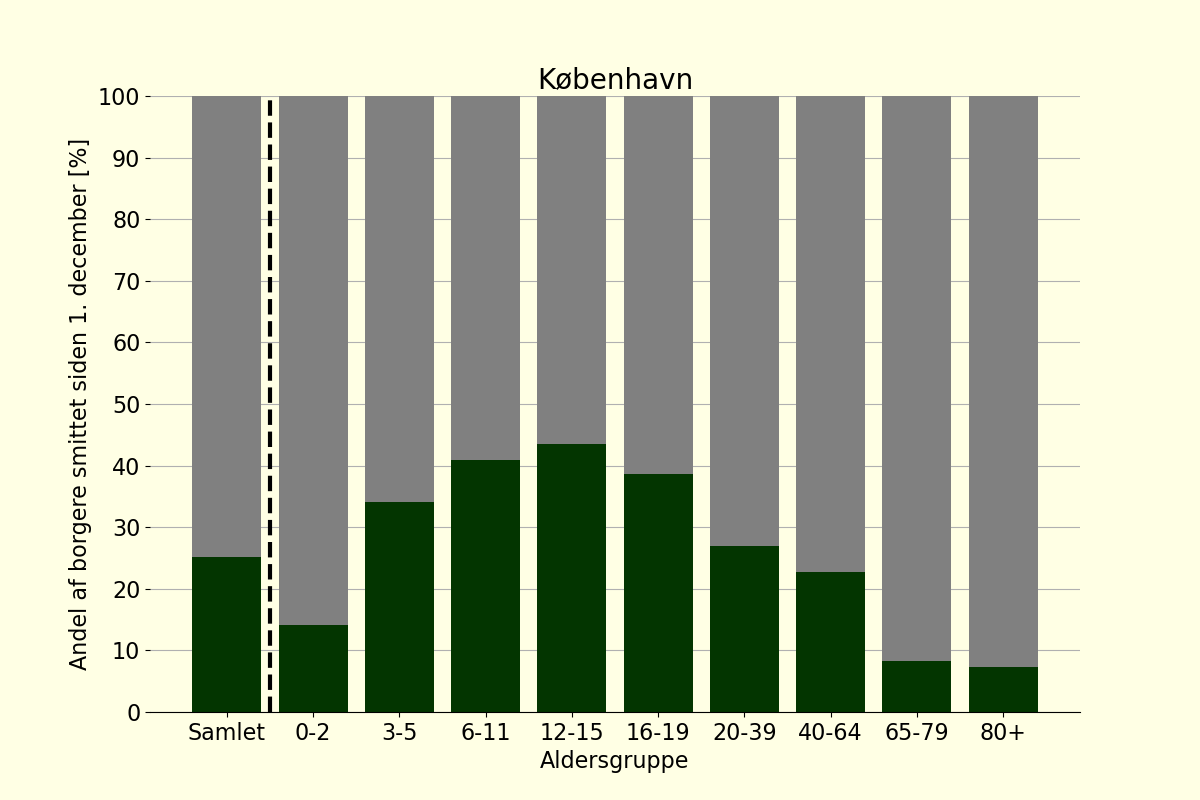 København
Andel af borgere smittet siden 1. december [%]
100
90
80
70
60
50
40
30
20
10
0
Samlet 0-2 3-5 6-11 12-15 16-19 20-39 40-64 65-79 80+
Aldersgruppe